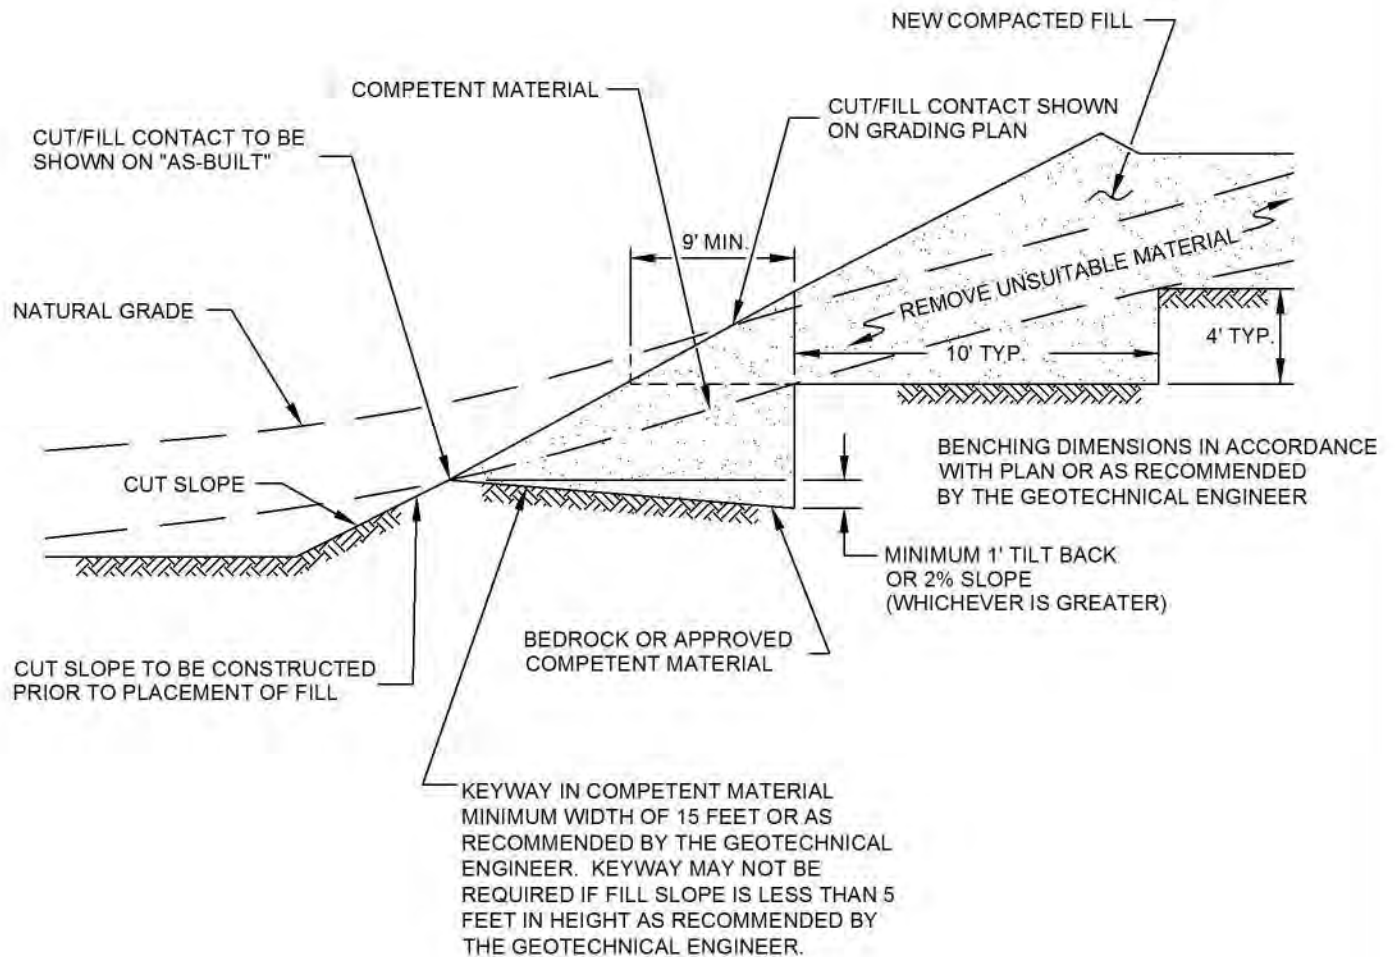 NEW COMPACTED FILL
COMPETENT MATERIAL
CUT/FILL CONTACT SHOWN
ON GRADING PLAN
CUT/FILL CONTACT TO BE
SHOWN ON "AS-BUILT"
9' MIN.
REMOVE UNSUITABLE MATERIAL
NATURAL GRADE
10' TYP.
4' TYP.
BENCHING DIMENSIONS IN ACCORDANCE
WITH PLAN OR AS RECOMMENDED
BY THE GEOTECHNICAL ENGINEER
CUT SLOPE
MINIMUM 1' TILT BACK
OR 2% SLOPE
(WHICHEVER IS GREATER)
BEDROCK OR APPROVED
COMPETENT MATERIAL
CUT SLOPE TO BE CONSTRUCTED
PRIOR TO PLACEMENT OF FILL
KEYWAY IN COMPETENT MATERIAL
MINIMUM WIDTH OF 15 FEET OR AS
RECOMMENDED BY THE GEOTECHNICAL
ENGINEER. KEYWAY MAY NOT BE
REQUIRED IF FILL SLOPE IS LESS THAN 5
FEET IN HEIGHT AS RECOMMENDED BY
THE GEOTECHNICAL ENGINEER.